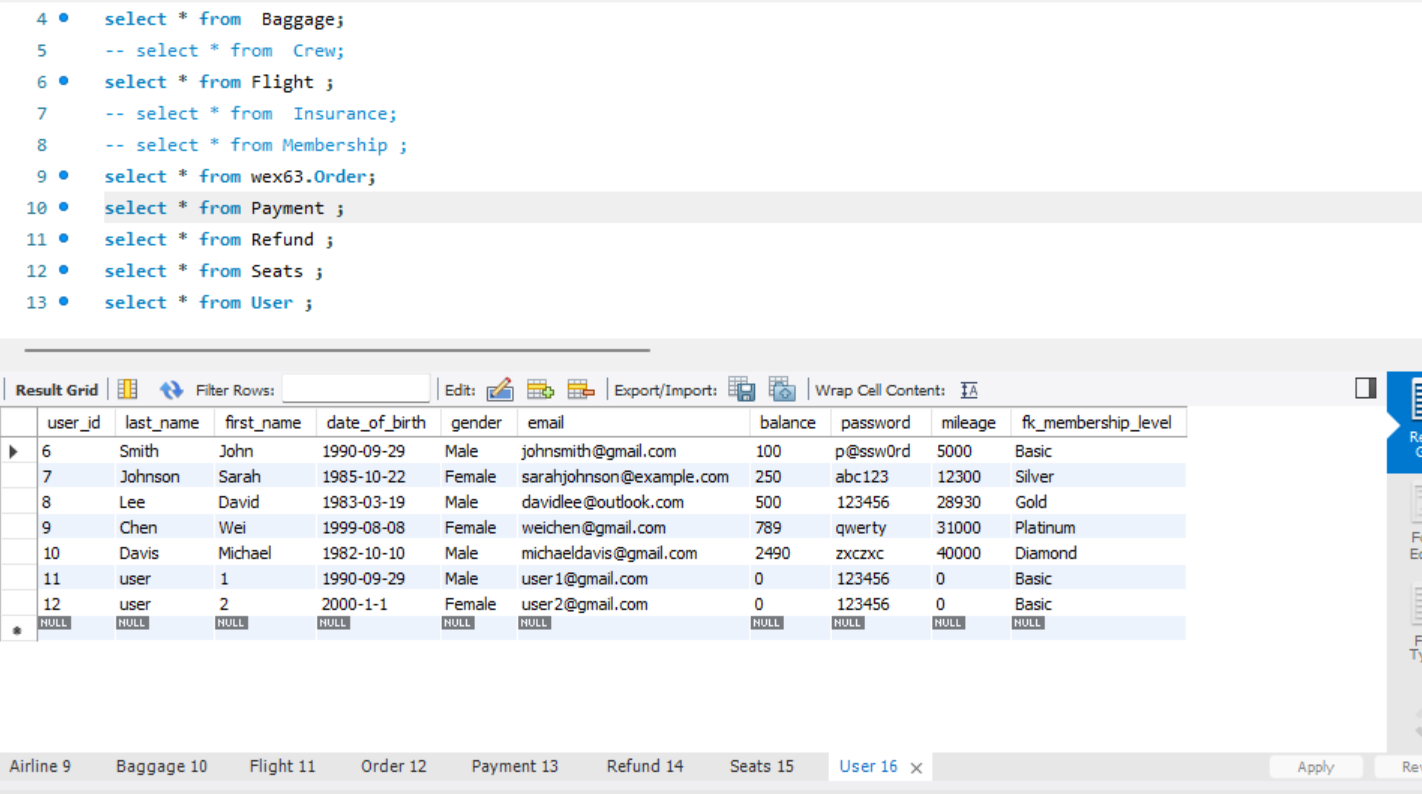 4 select * from  Baggage;
5 -- select * from  Crew;
6 select * from Flight ;
7 -- select * from  Insurance;
8 -- select * from Membership ;
9 select * from wex63.Order;
10 select * from Payment ;
11 select * from Refund ;
12 select * from Seats ;
13 select * from User ;
Result Grid Filter Rows: Edit: Export/Import: Wrap Cell Content: IA
user_id last_name first_name date_of_birth gender email balance password mileage fk_membership_level
6 Smith John 1990-09-29 Male johnsmith@gmail.com 100 p@ssw0rd 5000 Basic
7 Johnson Sarah 1985-10-22 Female sarahjohnson@example.com 250 abc123 12300 Silver
8 Lee David 1983-03-19 Male davidlee@outlook.com 500 123456 28930 Gold
9 Chen Wei 1999-08-08 Female weichen@gmail.com 789 qwerty 31000 Platinum
10 Davis Michael 1982-10-10 Male michaeldavis@gmail.com 2490 zxczxc 40000 Diamond
11 user 1 1990-09-29 Male user1@gmail.com 0 123456 0 Basic
12 user 2 2000-1-1 Female user2@gmail.com 0 123456 0 Basic
NULL NULL NULL NULL NULL NULL NULL NULL NULL NULL
Airline 9 Baggage 10 Flight 11 Order 12 Payment 13 Refund 14 Seats 15 User 16 Apply